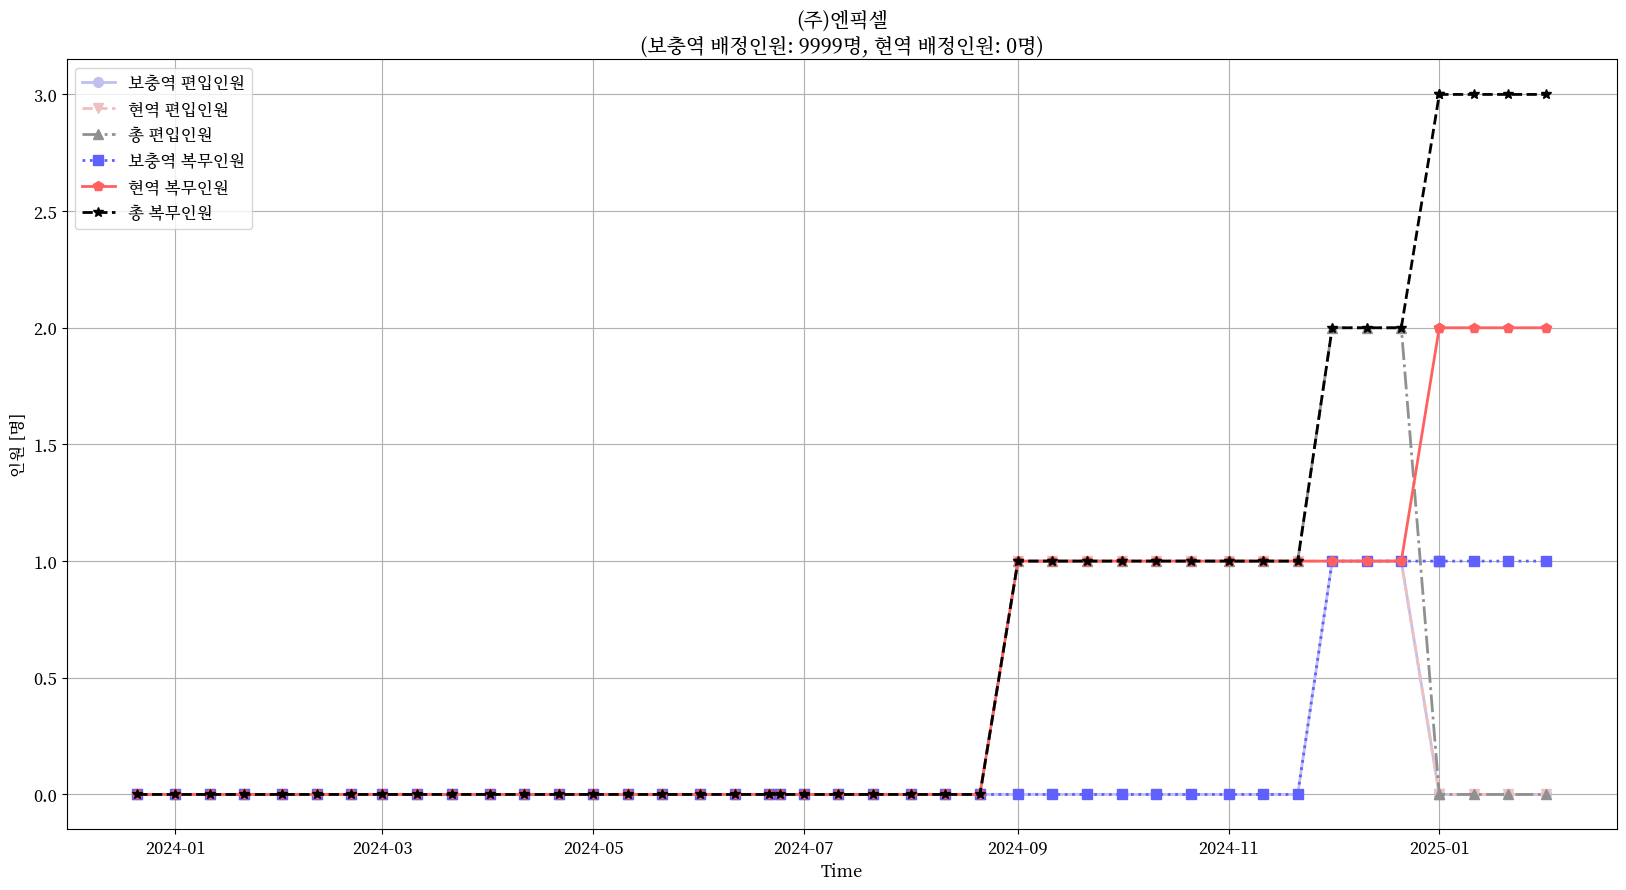 (주)엔픽셀
(보충역 배정인원: 9999명, 현역 배정인원: 0명)
보충역 편입인원
현역 편입인원
총 편입인원
보충역 복무인원
현역 복무인원
총 복무인원
3.0
2.5
2.0
1.5
1.0
0.5
0.0
인원 [명]
2024-01
2024-03
2024-05
2024-07
2024-09
2024-11
2025-01
Time